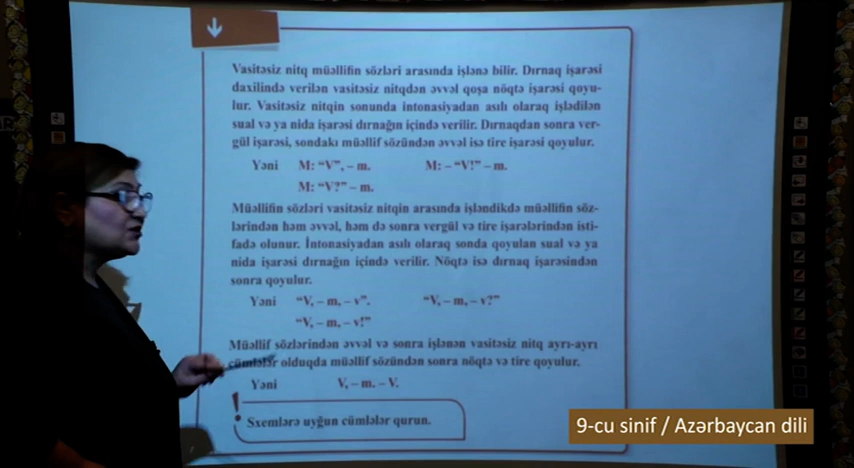 Vasitəsiz nitq müəllifin sözləri arasında işlənə bilir. Dırnaq işarəsi
daxilində verilən vasitəsiz nitqdən əvvəl qoşa nöqtə işarəsi qoyu-
lur. Vasitəsiz nitqin sonunda intonasiyadan asılı olaraq işlədilən
sual və ya nida işarəsi dırnağın içində verilir. Dırnaqdan sonra ver-
gül işarəsi, sondakı müəllif sözündən əvvəl isə tire işarəsi qoyulur.
Yəni M: “V”, – m. M: – “V!” – m.
M: “V?” – m.
Müəllifin sözləri vasitəsiz nitqin arasında işləndikdə müəllifin söz-
lərindən həm əvvəl, həm də sonra vergül və tire işarələrindən isti-
fadə olunur. İntonasiyadan asılı olaraq sonda qoyulan sual və ya
nida işarəsi dırnağın içində verilir. Nöqtə isə dırnaq işarəsindən
sonra qoyulur.
Yəni “V, – m, – v”. “V, – m, – v?”
“V, – m, – v!”
Müəllif sözlərindən əvvəl və sonra işlənən vasitəsiz nitq ayrı-ayrı
cümlələr olduqda müəllif sözündən sonra nöqtə və tire qoyulur.
Yəni V, – m. – V.
! Sxemlərə uyğun cümlələr qurun.
9-cu sinif / Azərbaycan dili